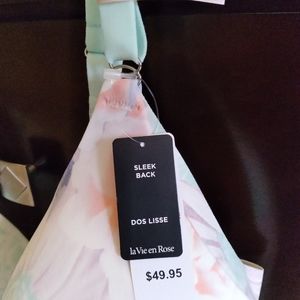 SLEEK
BACK
DOS LISSE
la Vie en Rose
$49.95